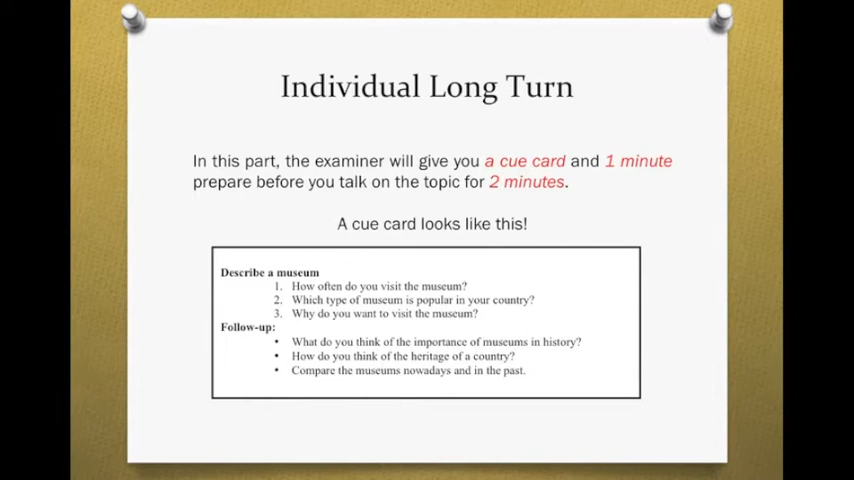 Individual Long Turn
In this part, the examiner will give you a cue card and 1 minute
prepare before you talk on the topic for 2 minutes.
A cue card looks like this!
Describe a museum
1. How often do you visit the museum?
2. Which type of museum is popular in your country?
3. Why do you want to visit the museum?
Follow-up:
• What do you think of the importance of museums in history?
• How do you think of the heritage of a country?
• Compare the museums nowadays and in the past.